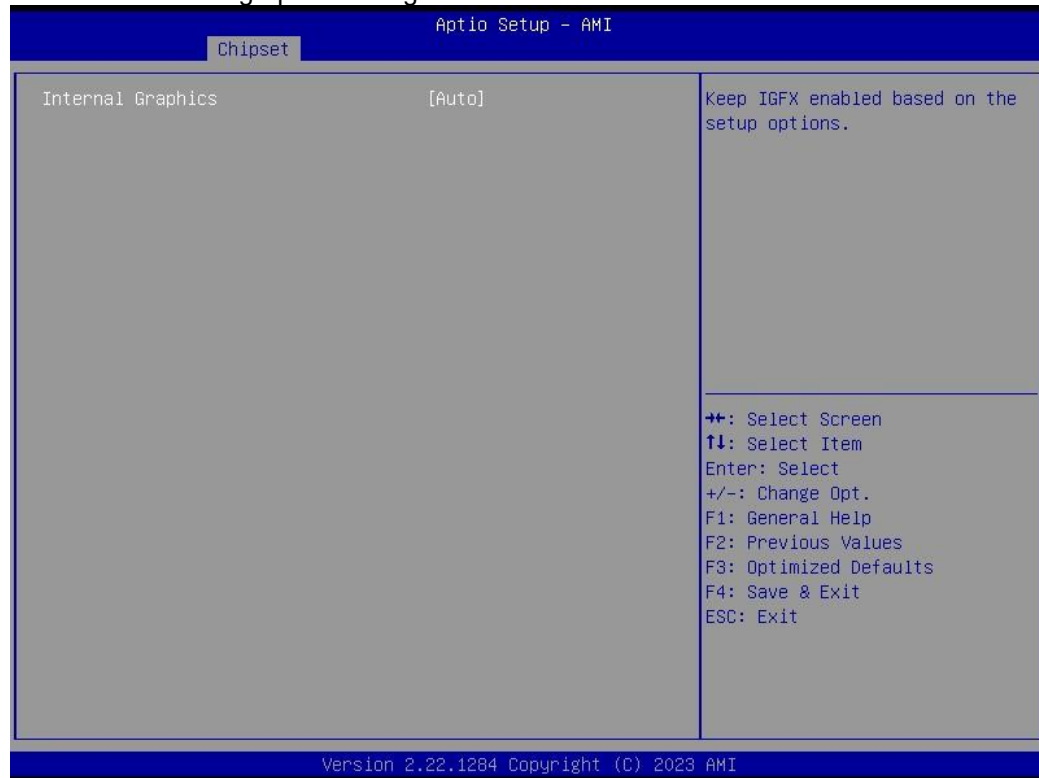 Aptio Setup - AMI
Chipset
Internal Graphics [Auto]
Keep IGFX enabled based on the
setup options.
→←: Select Screen
↑↓: Select Item
Enter: Select
+/-: Change Opt.
F1: General Help
F2: Previous Values
F3: Optimized Defaults
F4: Save & Exit
ESC: Exit
Version 2.22.1284 Copyright (C) 2023 AMI